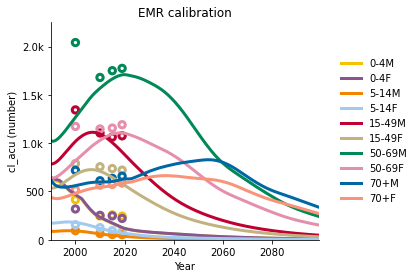 EMR calibration
cl_acu (number)
2.0k
1.5k
1.0k
500
0
2000
2020
2040
2060
2080
Year
0-4M
0-4F
5-14M
5-14F
15-49M
15-49F
50-69M
50-69F
70+M
70+F